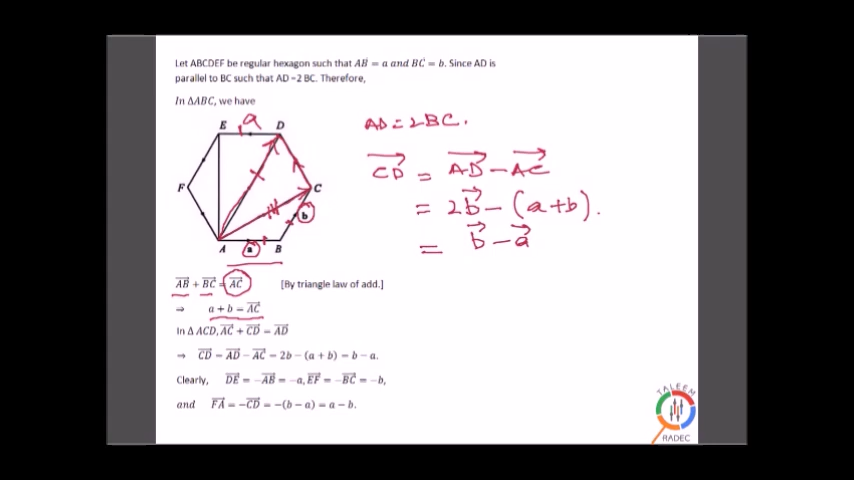 Let ABCDEF be regular hexagon such that AB⃗ = a and BC⃗ = b. Since AD is
parallel to BC such that AD =2 BC. Therefore,
In ΔABC, we have
E a D
F C
b
A a B
AD = 2BC.
CD⃗ = AD⃗ − AC⃗
= 2b⃗ − (a+b).
= b⃗ − a⃗
AB⃗ + BC⃗ = AC⃗ [By triangle law of add.]
⇒ a + b = AC⃗
In Δ ACD, AC⃗ + CD⃗ = AD⃗
⇒ CD⃗ = AD⃗ − AC⃗ = 2b − (a + b) = b − a.
Clearly, DE⃗ = −AB⃗ = −a, EF⃗ = −BC⃗ = −b,
and FA⃗ = −CD⃗ = −(b − a) = a − b.
TALEEM
RADEC